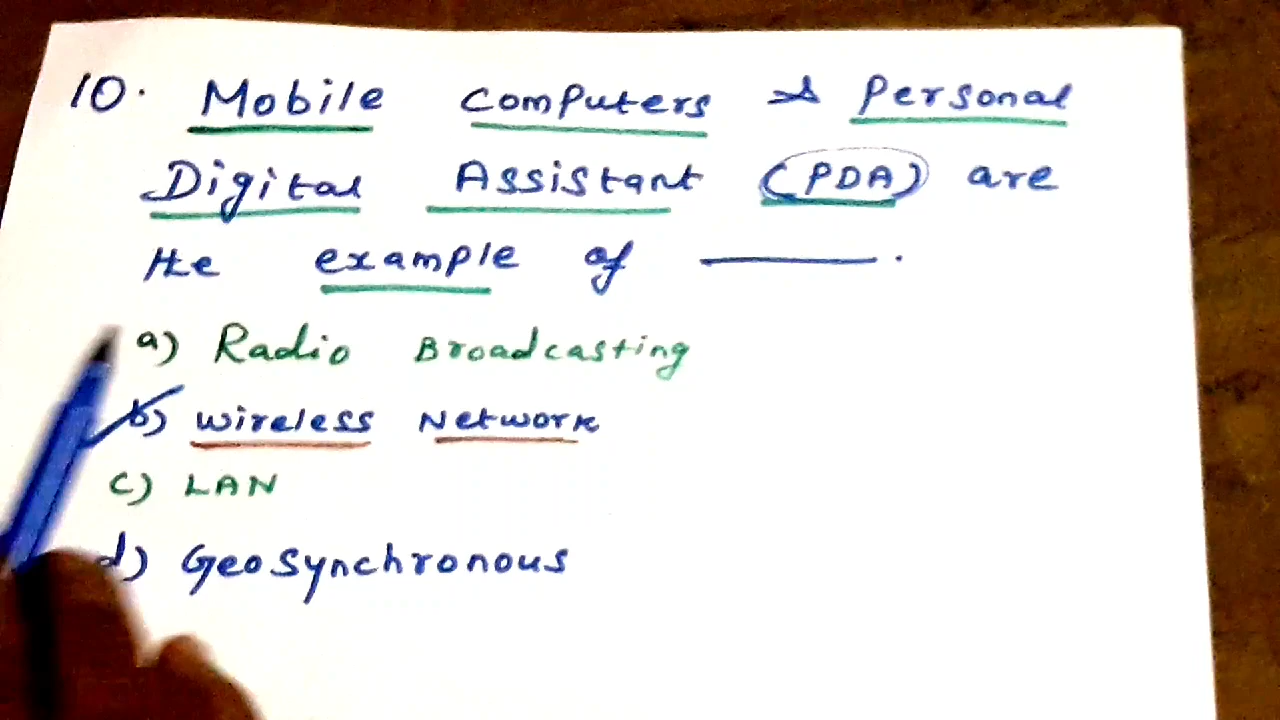 10. Mobile Computers & Personal
Digital Assistant (PDA) are
the example of ______.
a) Radio Broadcasting
b) Wireless Network
c) LAN
d) Geosynchronous